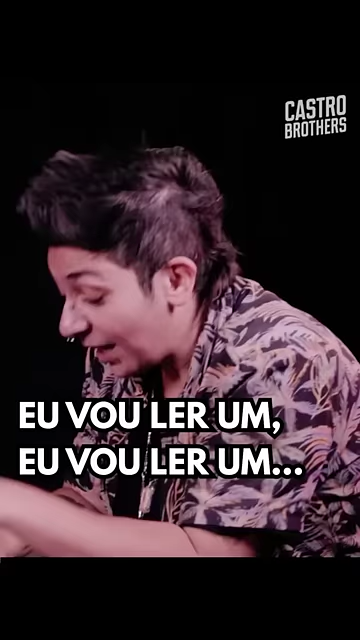 CASTRO
BROTHERS
EU VOU LER UM,
EU VOU LER UM...